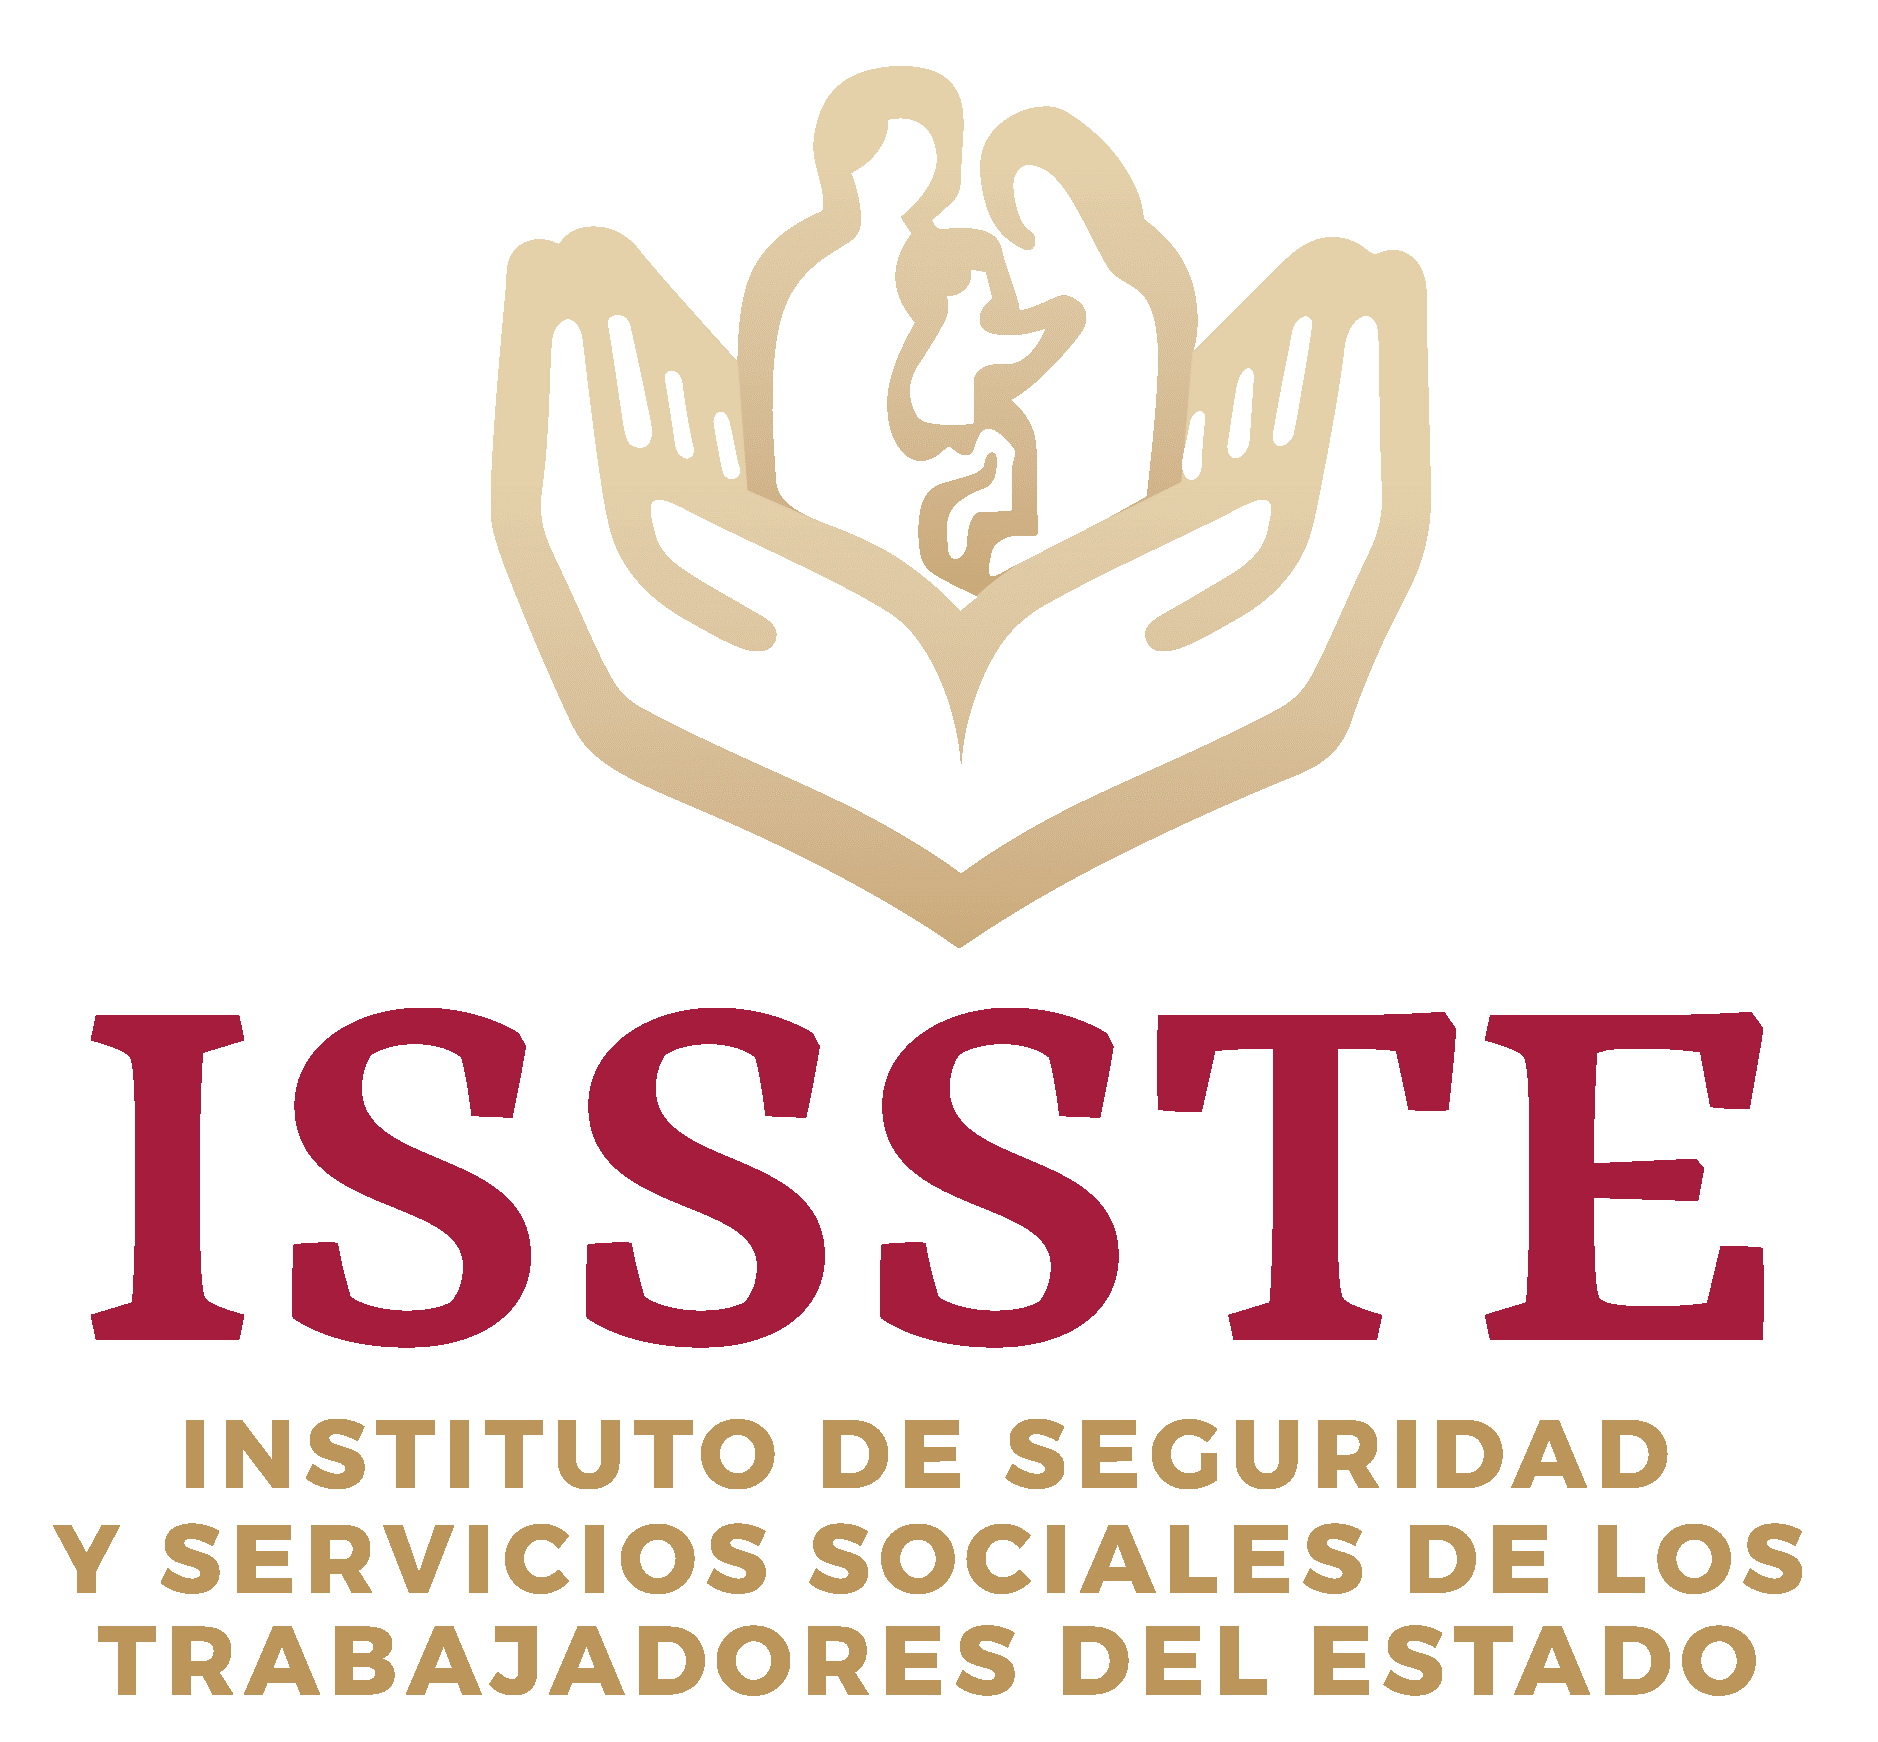 ISSSTE
INSTITUTO DE SEGURIDAD
Y SERVICIOS SOCIALES DE LOS
TRABAJADORES DEL ESTADO